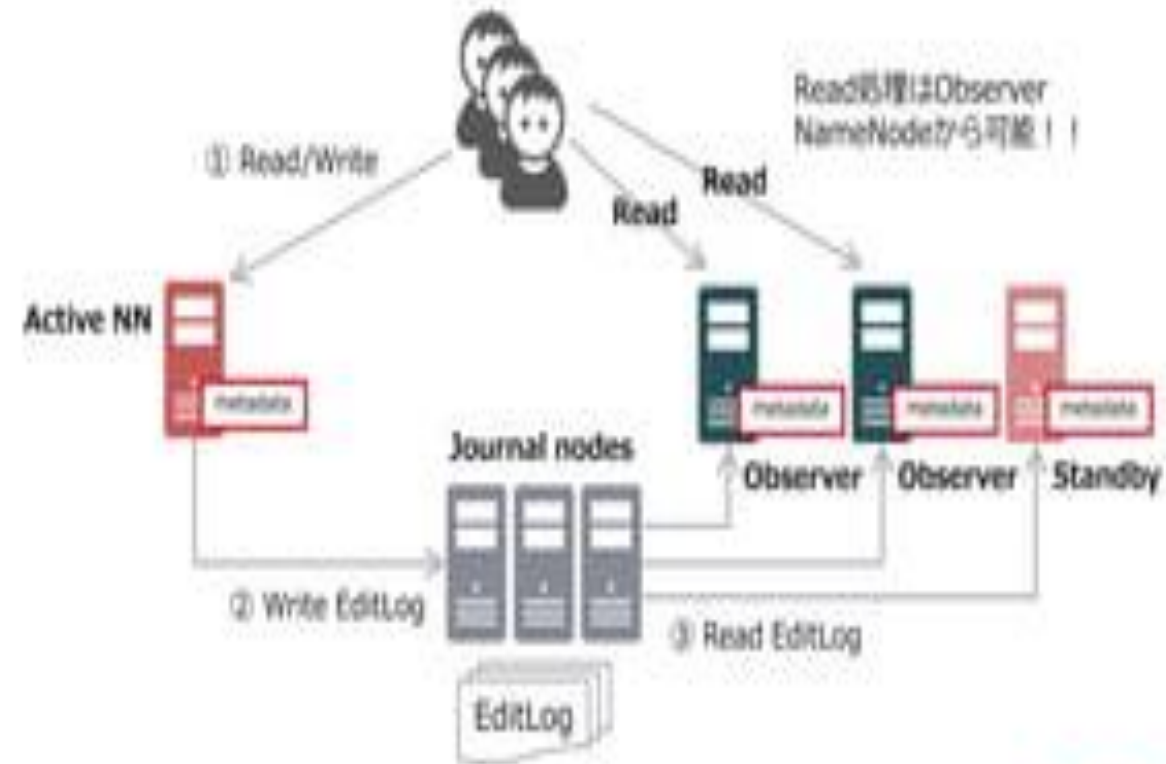 Read処理はObserver
NameNodeから可能！！
① Read/Write
Read
Read
Active NN
metadata
metadata
metadata
metadata
Journal nodes
Observer
Observer
Standby
② Write EditLog
③ Read EditLog
EditLog